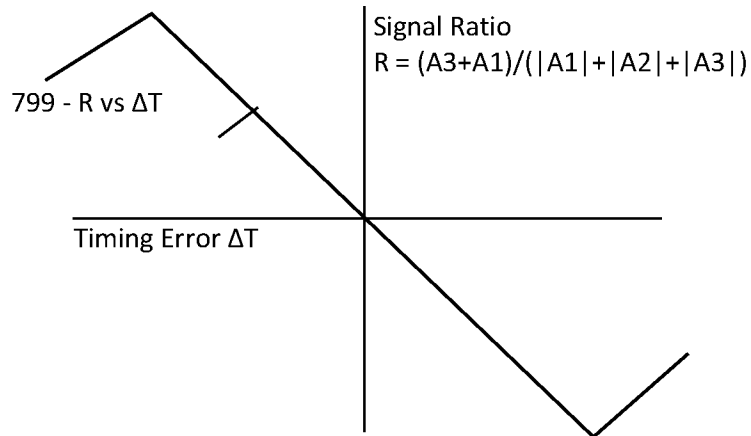 Signal Ratio
R = (A3+A1)/(|A1|+|A2|+|A3|)
799 - R vs ΔT
Timing Error ΔT